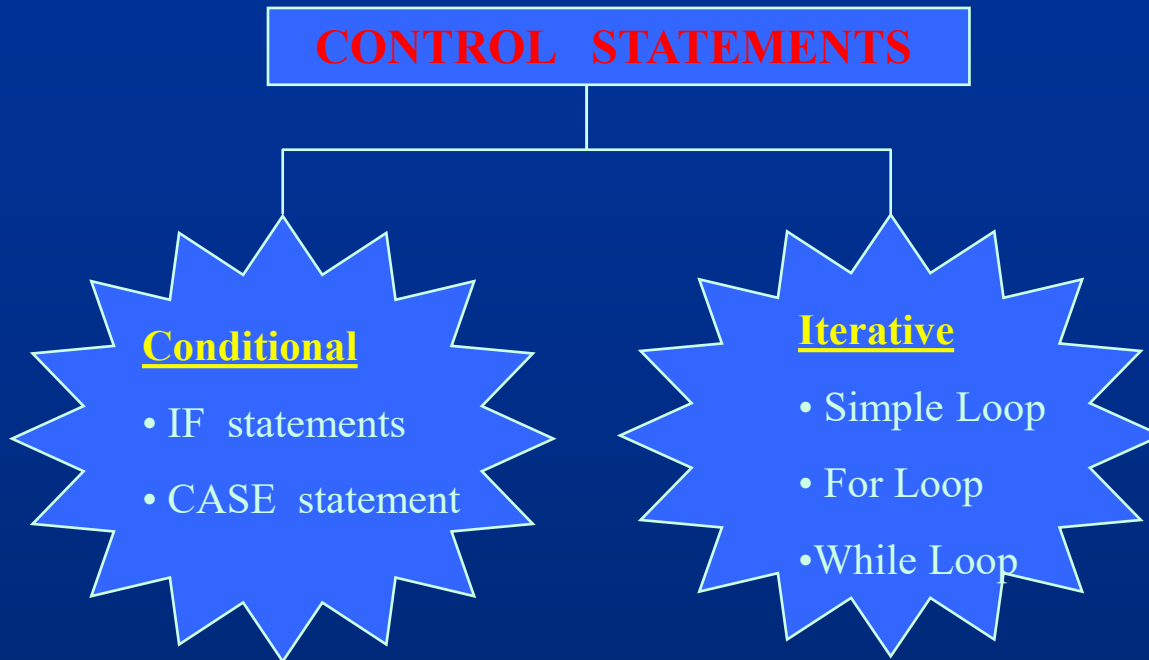 CONTROL STATEMENTS
Conditional
• IF statements
• CASE statement
Iterative
• Simple Loop
• For Loop
•While Loop